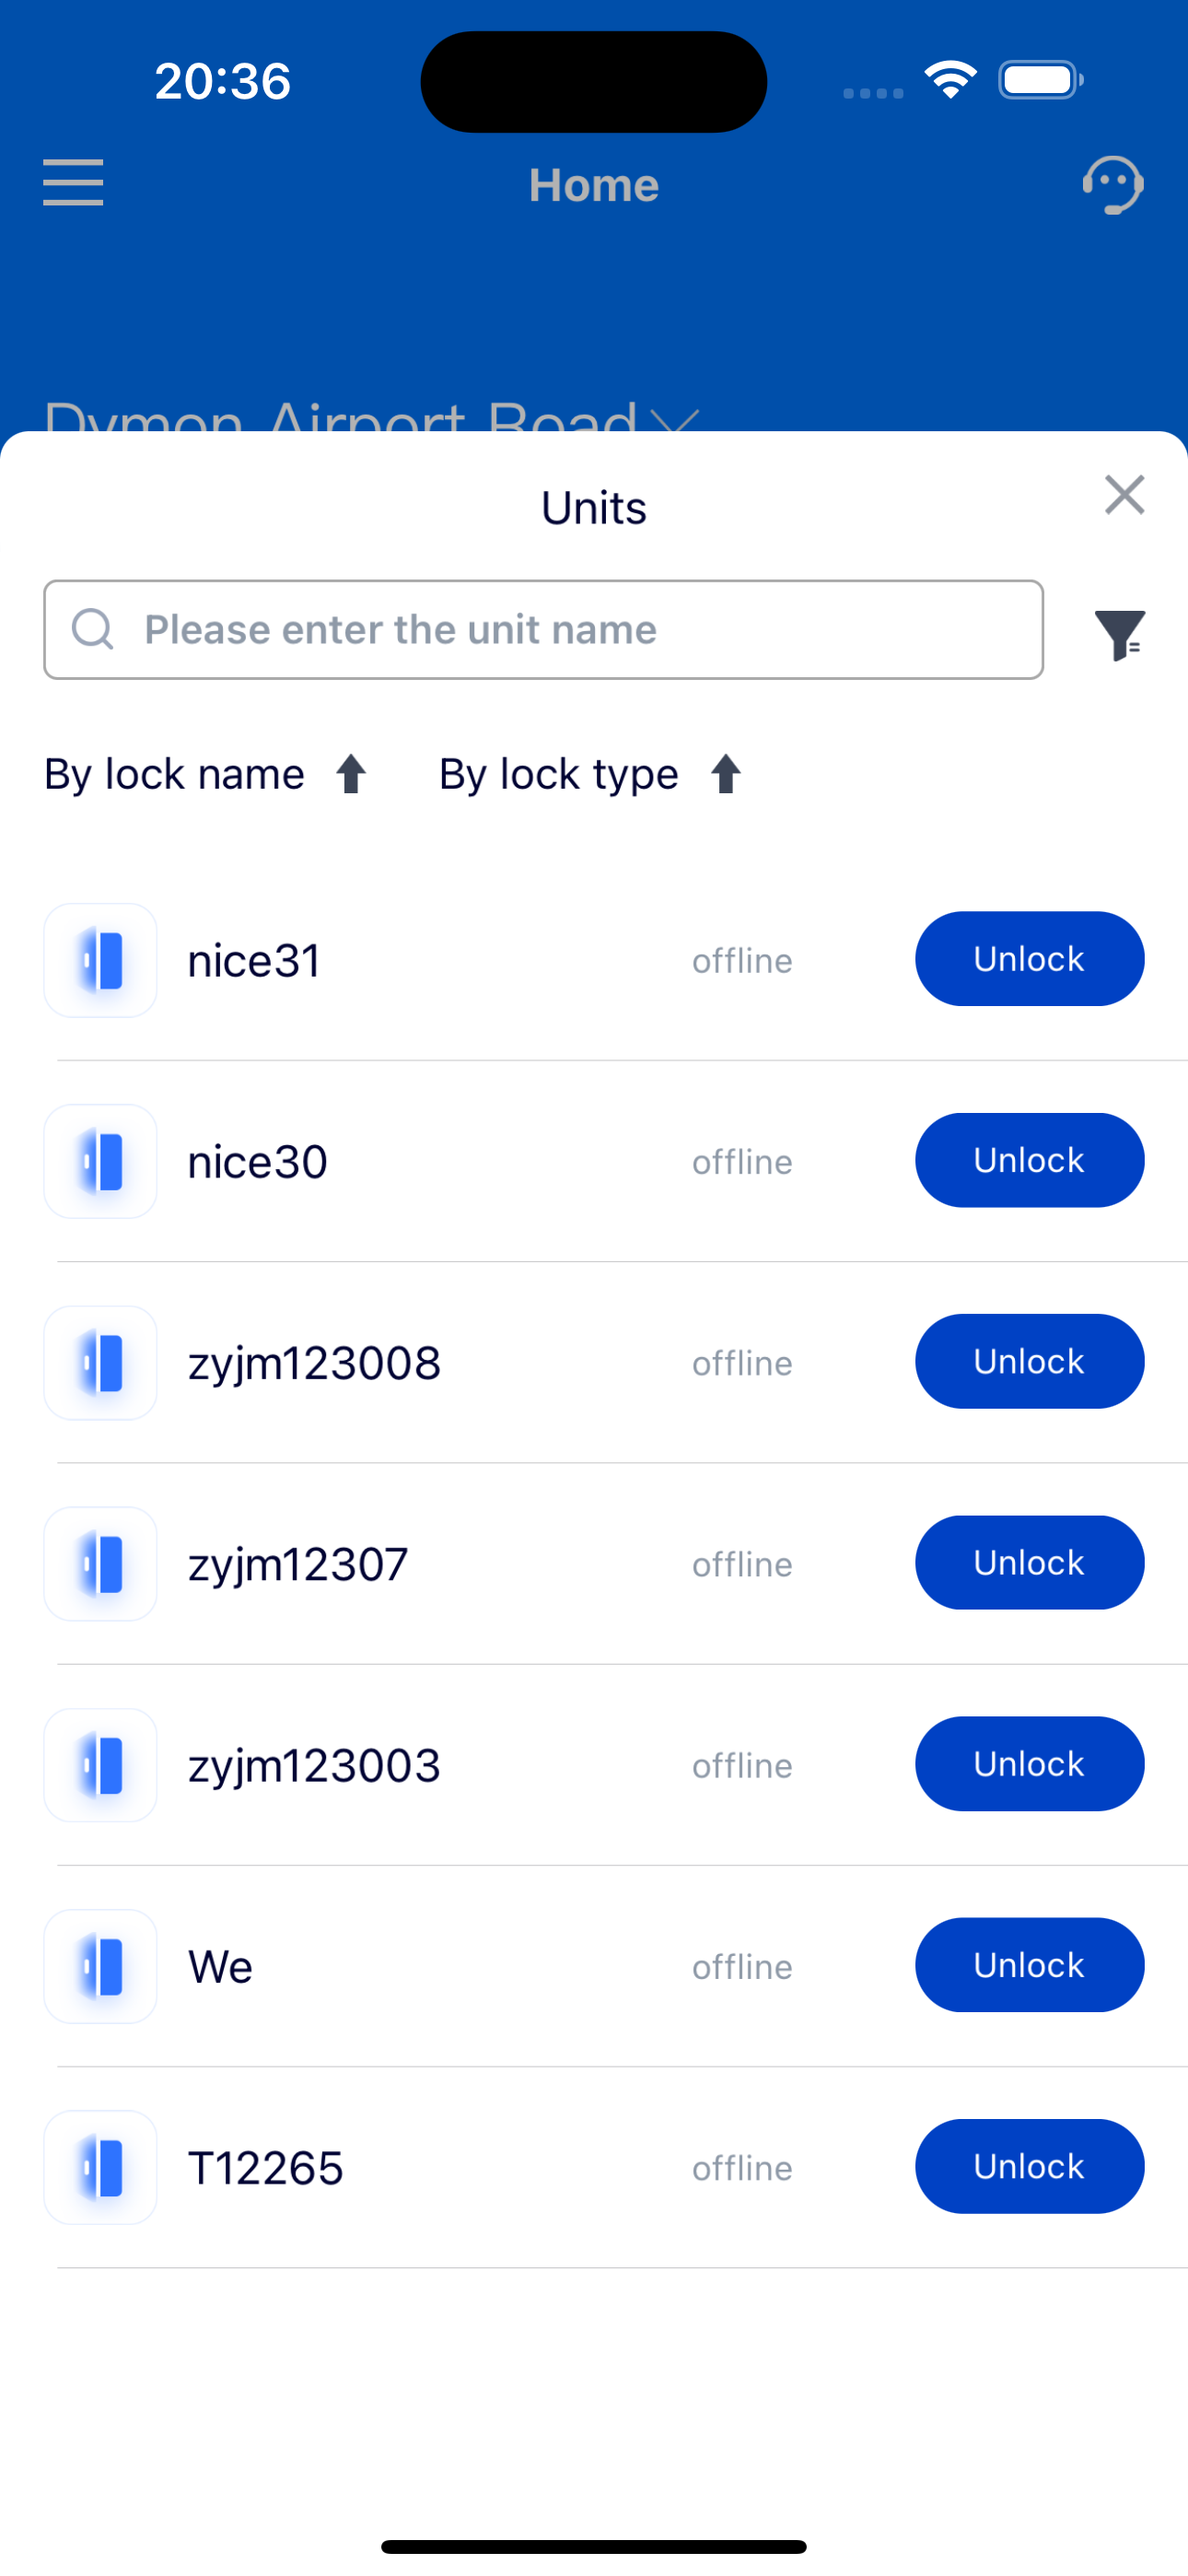 20:36
Home
Dymon Airport Road
Units
Please enter the unit name
By lock name By lock type
nice31 offline Unlock
nice30 offline Unlock
zyjm123008 offline Unlock
zyjm12307 offline Unlock
zyjm123003 offline Unlock
We offline Unlock
T12265 offline Unlock